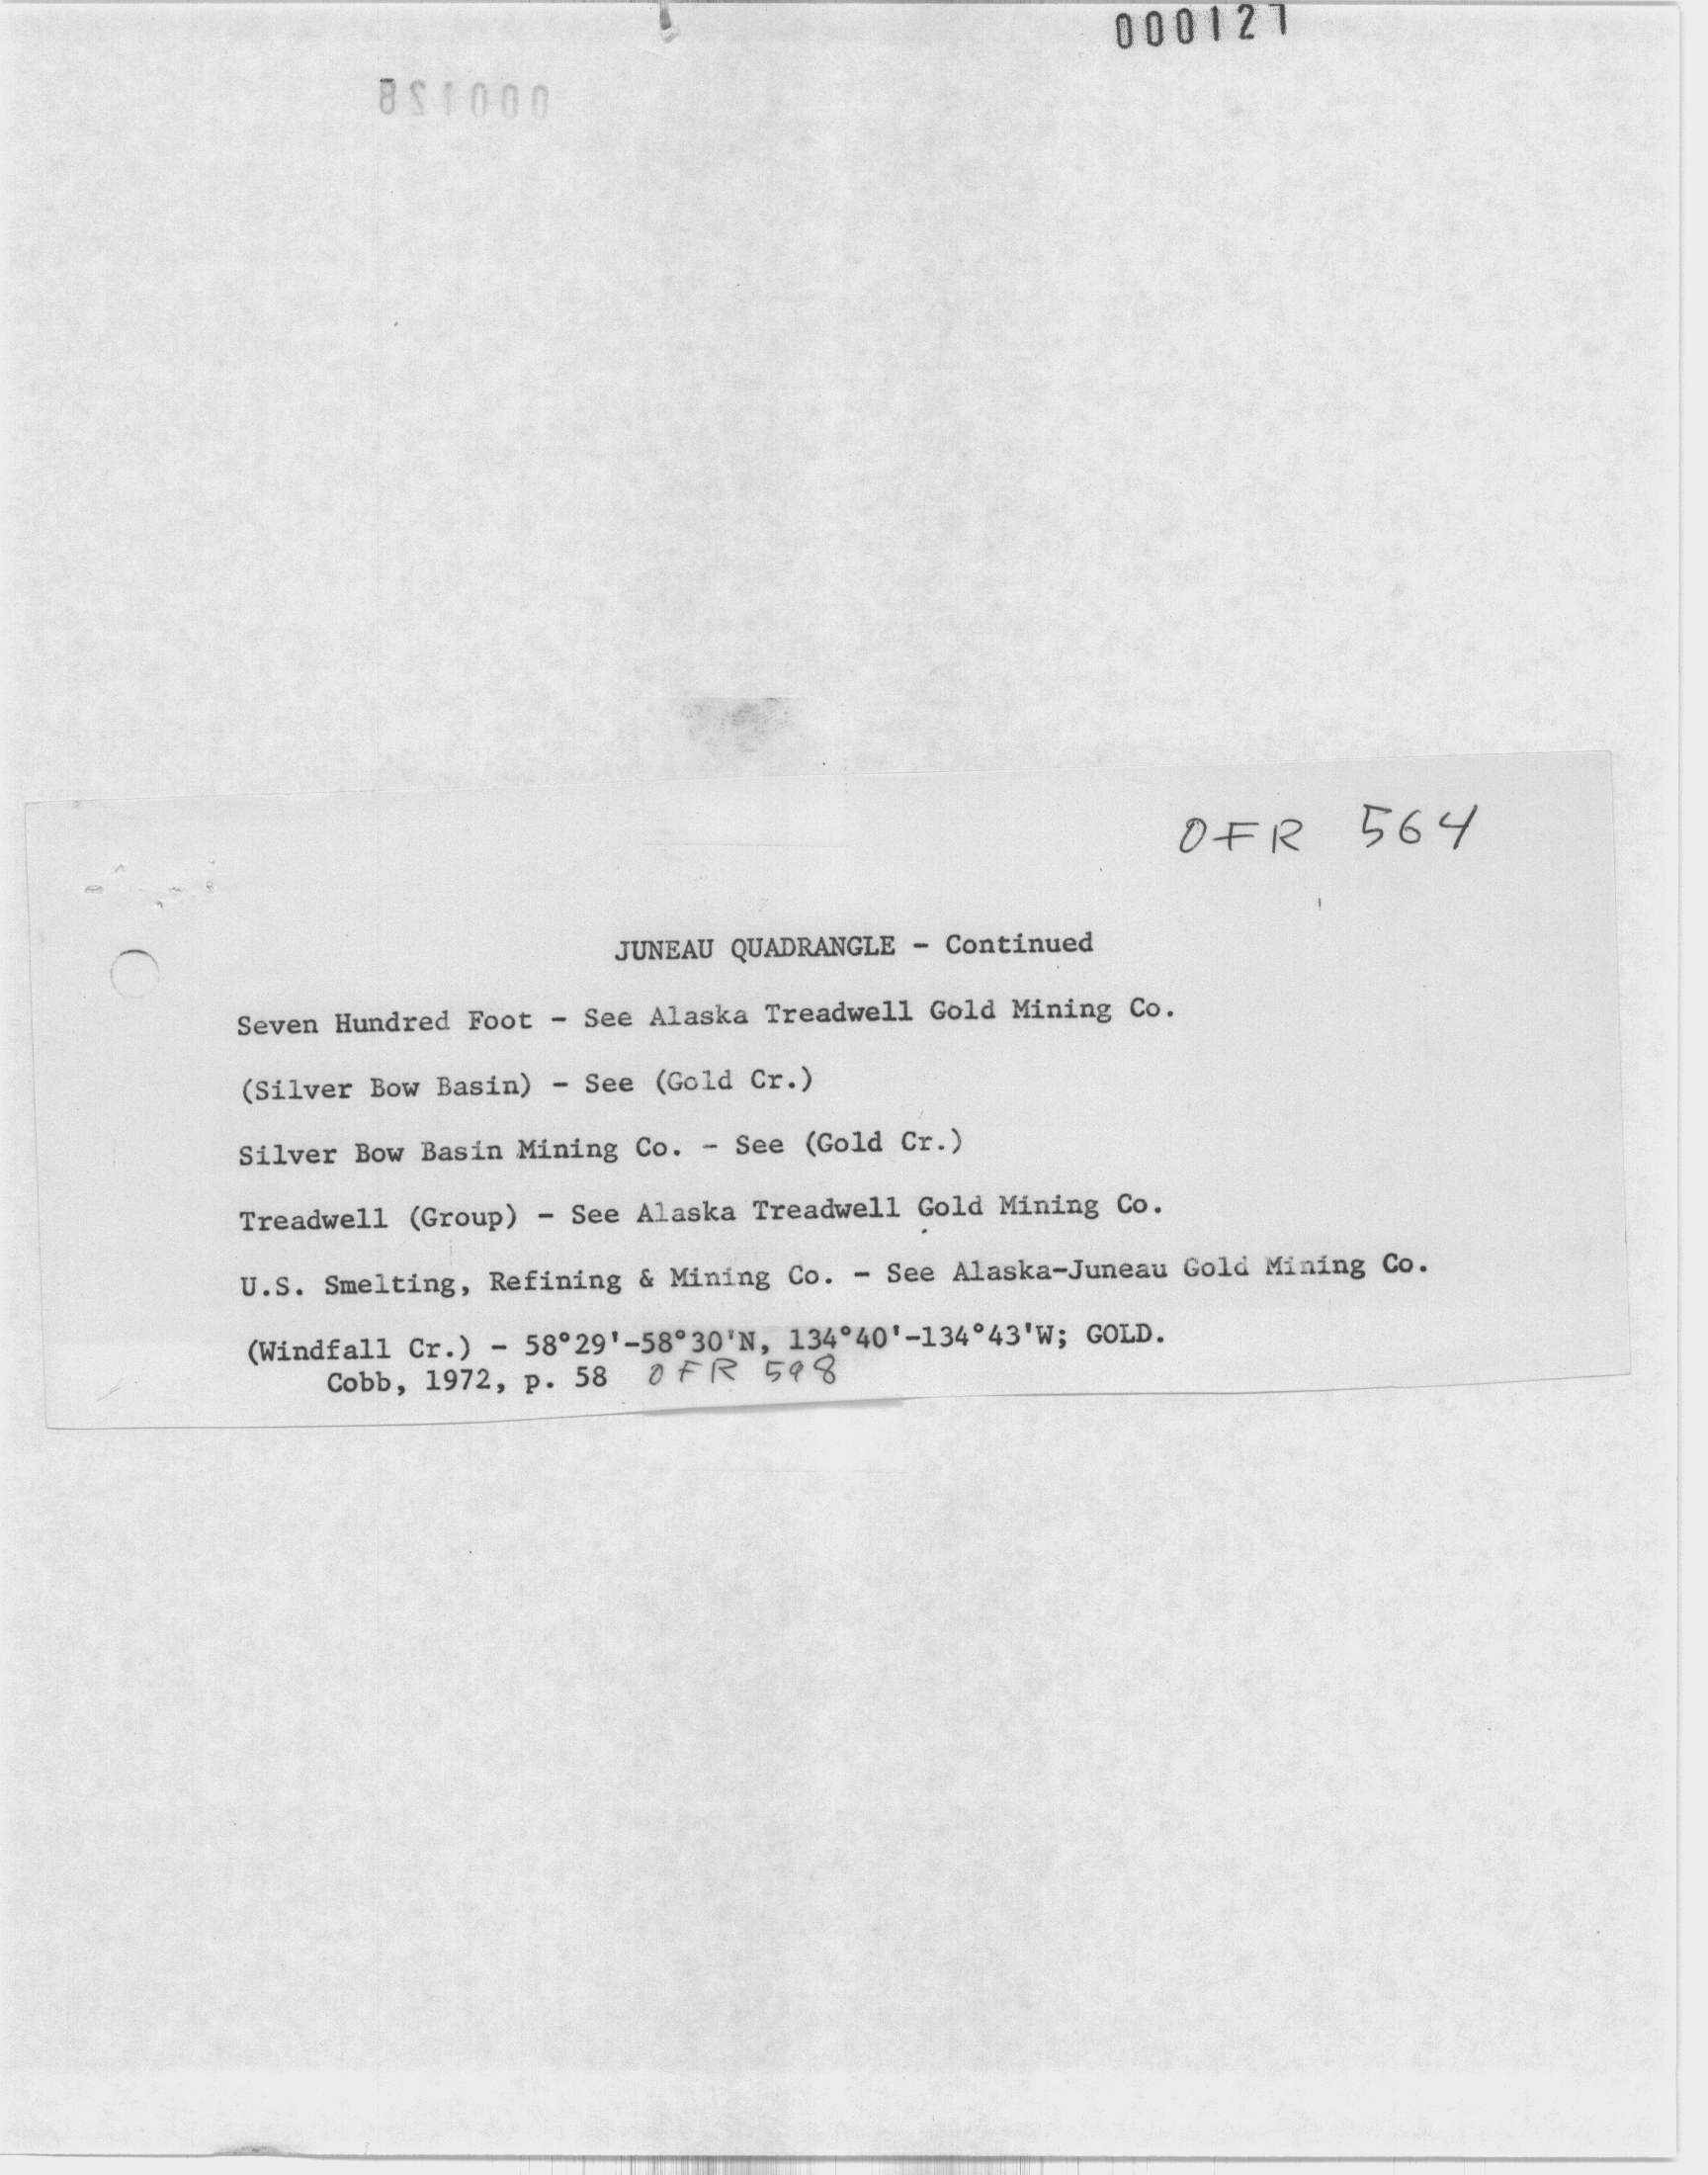 000127
000128
OFR 564
JUNEAU QUADRANGLE - Continued
Seven Hundred Foot - See Alaska Treadwell Gold Mining Co.
(Silver Bow Basin) - See (Gold Cr.)
Silver Bow Basin Mining Co. - See (Gold Cr.)
Treadwell (Group) - See Alaska Treadwell Gold Mining Co.
U.S. Smelting, Refining & Mining Co. - See Alaska-Juneau Gold Mining Co.
(Windfall Cr.) - 58°29'-58°30'N, 134°40'-134°43'W; GOLD.
Cobb, 1972, p. 58 OFR 598